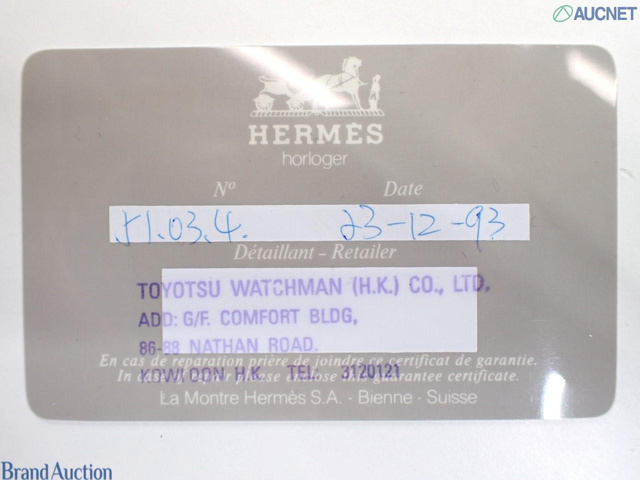 AUCNET
HERMÈS
horloger
Nº Date
51.03.4. 23-12-93
Détaillant - Retailer
TOYOTSU WATCHMAN (H.K.) CO., LTD.
ADD: G/F. COMFORT BLDG,
86-88 NATHAN ROAD.
En cas de reparation prière de joindre ce certificat de garantie.
In case of repair please enclose this guarantee certificate.
KOWLOON H.K. TEL: 3120121
La Montre Hermès S.A. - Bienne - Suisse
Brand Auction